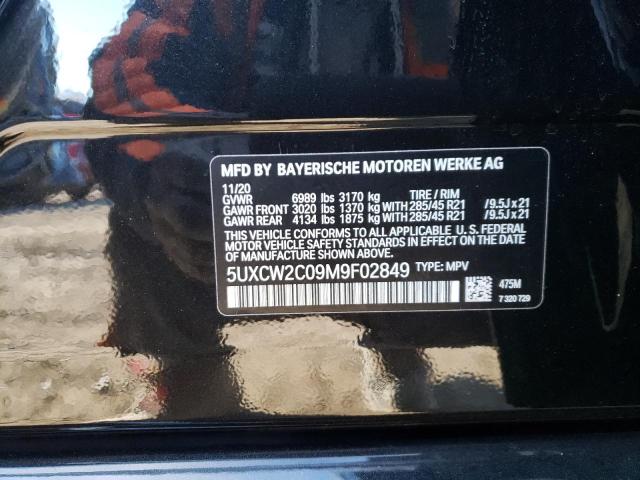 MFD BY BAYERISCHE MOTOREN WERKE AG
11/20
GVWR 6989 lbs 3170 kg TIRE / RIM
GAWR FRONT 3020 lbs 1370 kg WITH 285/45 R21 /9.5J x 21
GAWR REAR 4134 lbs 1875 kg WITH 285/45 R21 /9.5J x 21
THIS VEHICLE CONFORMS TO ALL APPLICABLE U.S. FEDERAL
MOTOR VEHICLE SAFETY STANDARDS IN EFFECT ON THE DATE OF
MANUFACTURE SHOWN ABOVE.
5UXCW2C09M9F02849 TYPE: MPV
475M
7 320 729